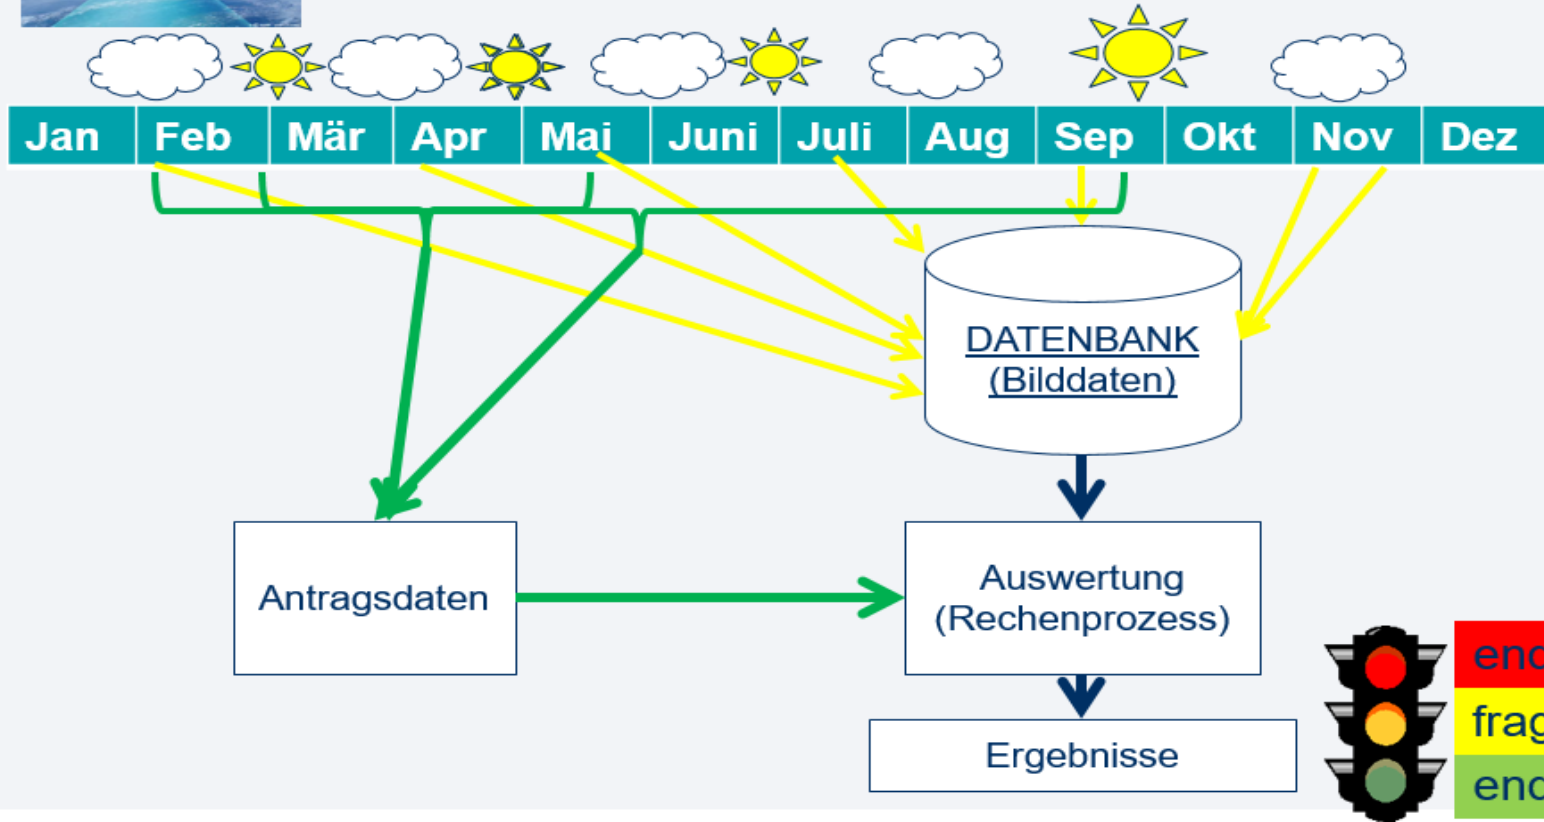 Jan Feb Mär Apr Mai Juni Juli Aug Sep Okt Nov Dez
DATENBANK
(Bilddaten)
Antragsdaten
Auswertung
(Rechenprozess)
Ergebnisse